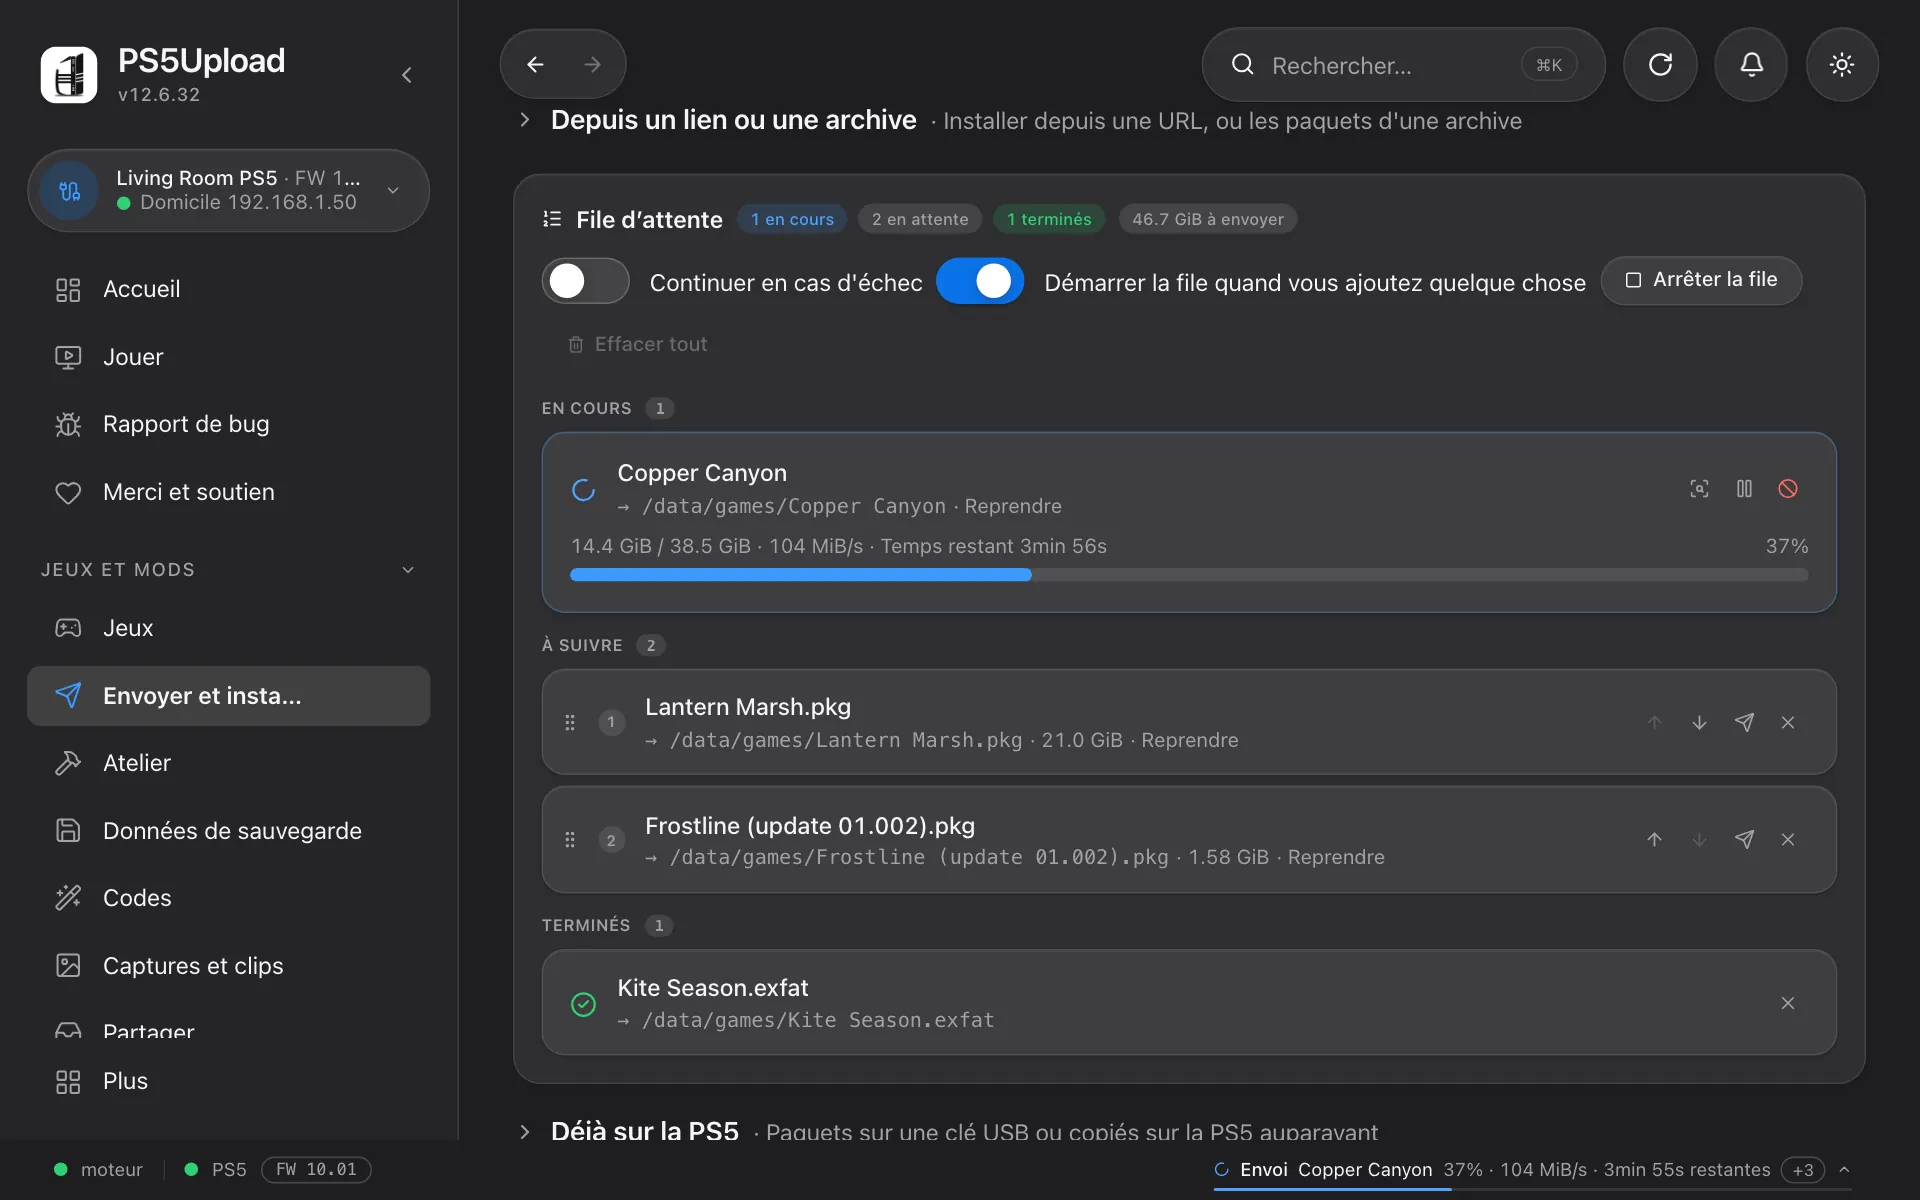 PS5Upload
v12.6.32
Living Room PS5 · FW 1...
Domicile 192.168.1.50
Accueil
Jouer
Rapport de bug
Merci et soutien
JEUX ET MODS
Jeux
Envoyer et insta...
Atelier
Données de sauvegarde
Codes
Captures et clips
Partager
Plus
Rechercher...
⌘K
Depuis un lien ou une archive · Installer depuis une URL, ou les paquets d'une archive
File d’attente
1 en cours
2 en attente
1 terminés
46.7 GiB à envoyer
Continuer en cas d'échec
Démarrer la file quand vous ajoutez quelque chose
Arrêter la file
Effacer tout
EN COURS 1
Copper Canyon
→ /data/games/Copper Canyon · Reprendre
14.4 GiB / 38.5 GiB · 104 MiB/s · Temps restant 3min 56s
37%
À SUIVRE 2
1
Lantern Marsh.pkg
→ /data/games/Lantern Marsh.pkg · 21.0 GiB · Reprendre
2
Frostline (update 01.002).pkg
→ /data/games/Frostline (update 01.002).pkg · 1.58 GiB · Reprendre
TERMINÉS 1
Kite Season.exfat
→ /data/games/Kite Season.exfat
Déjà sur la PS5 · Paquets sur une clé USB ou copiés sur la PS5 auparavant
moteur
PS5
FW 10.01
Envoi Copper Canyon 37% · 104 MiB/s · 3min 55s restantes
+3